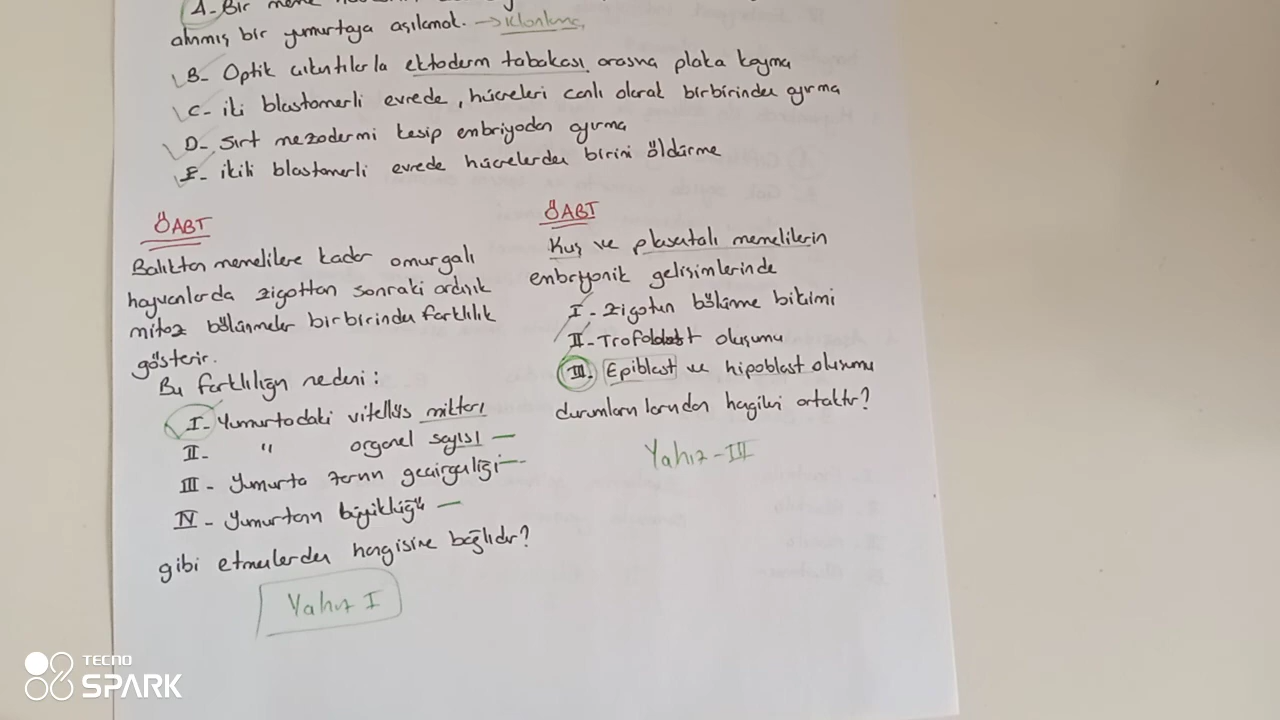 A- Bir
alınmış bir yumurtaya aşılamak. → klonlama
B- Optik çıkıntılarla ektoderm tabakası arasına plaka koyma
C- iki blastomerli evrede, hücreleri canlı olarak birbirinden ayırma
D- Sırt mezodermi kesip embriyodan ayırma
E- ikili blastomerli evrede hücrelerden birini öldürme
ÖABT
Balıktan memelilere kadar omurgalı
hayvanlarda zigottan sonraki ardışık
mitoz bölünmeler birbirinden farklılık
gösterir.
Bu farklılığın nedeni:
I- Yumurtadaki vitellüs miktarı
II- " organel sayısı —
III- Yumurta zarının geçirgenliği —
IV- Yumurtanın büyüklüğü —
gibi etmenlerden hangisine bağlıdır?
Yalnız I
ÖABT
Kuş ve plasentalı memelilerin
embriyonik gelişimlerinde
I- Zigotun bölünme biçimi
II- Trofoblast oluşumu
III. Epiblast ve hipoblast oluşumu
durumlarından hangileri ortaktır?
Yalnız-III
TECNO
SPARK